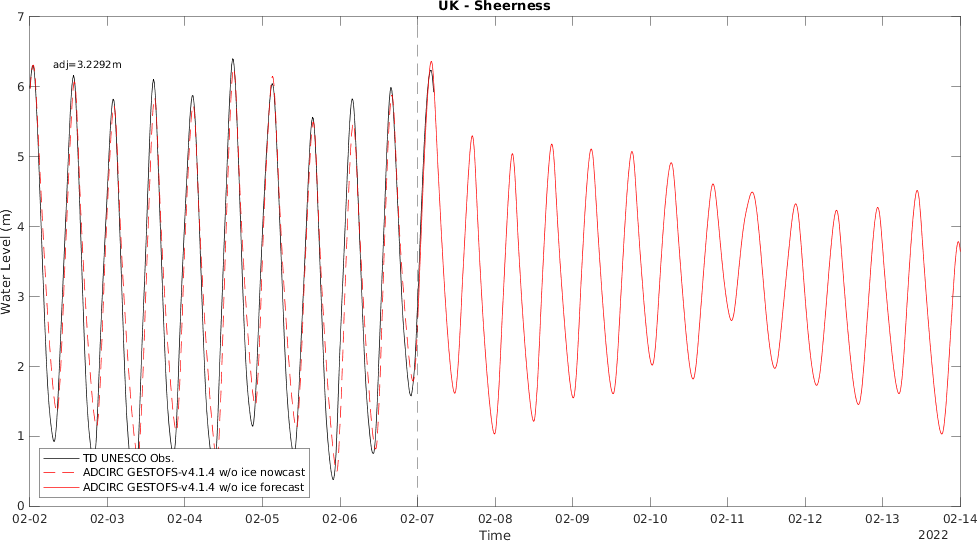 UK - Sheerness
adj=3.2292m
Water Level (m)
7
6
5
4
3
2
1
0
TD UNESCO Obs.
ADCIRC GESTOFS-v4.1.4 w/o ice nowcast
ADCIRC GESTOFS-v4.1.4 w/o ice forecast
02-02 02-03 02-04 02-05 02-06 02-07 02-08 02-09 02-10 02-11 02-12 02-13 02-14
Time
2022